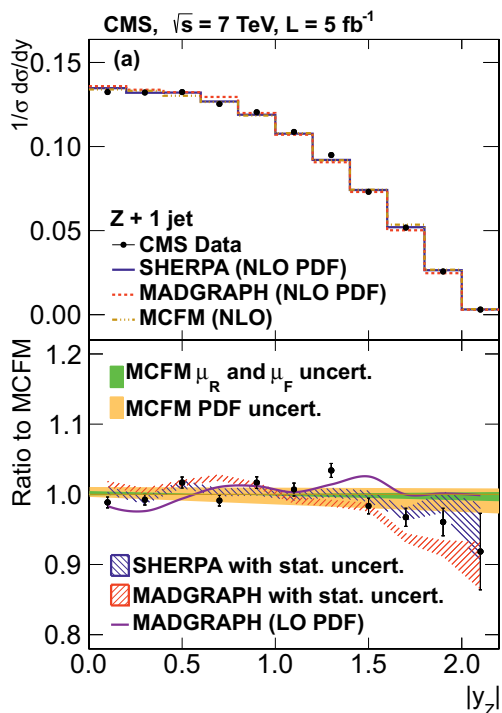 CMS, √s = 7 TeV, L = 5 fb⁻¹
(a)
1/σ dσ/dy
0.15
0.10
0.05
0.00
Z + 1 jet
CMS Data
SHERPA (NLO PDF)
MADGRAPH (NLO PDF)
MCFM (NLO)
Ratio to MCFM
1.2
1.1
1.0
0.9
0.8
MCFM μ_R and μ_F uncert.
MCFM PDF uncert.
SHERPA with stat. uncert.
MADGRAPH with stat. uncert.
MADGRAPH (LO PDF)
0.0 0.5 1.0 1.5 2.0
|y_Z|